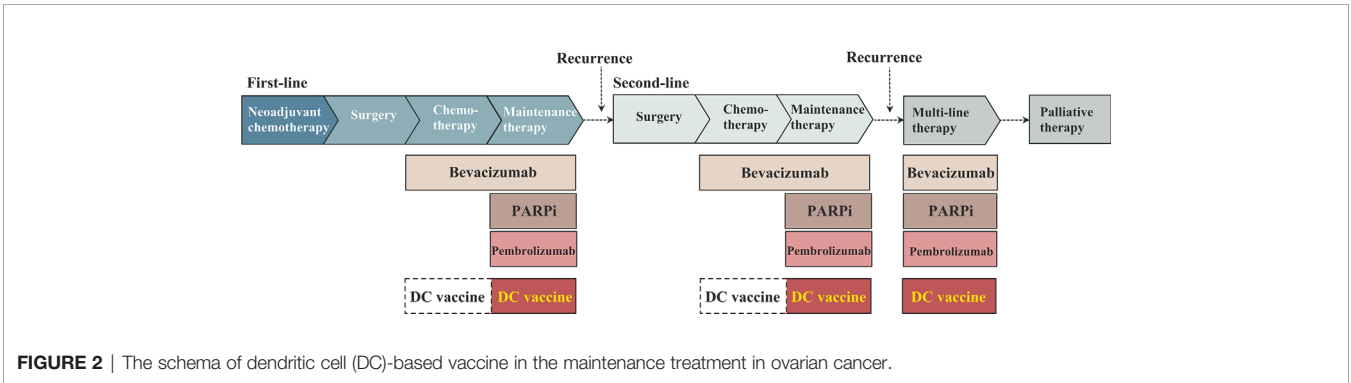 Recurrence
Recurrence
First-line
Second-line
Neoadjuvant
chemotherapy
Surgery
Chemo-
therapy
Maintenance
therapy
Surgery
Chemo-
therapy
Maintenance
therapy
Multi-line
therapy
Palliative
therapy
Bevacizumab
Bevacizumab
Bevacizumab
PARPi
PARPi
PARPi
Pembrolizumab
Pembrolizumab
Pembrolizumab
DC vaccine
DC vaccine
DC vaccine
DC vaccine
DC vaccine
FIGURE 2 | The schema of dendritic cell (DC)-based vaccine in the maintenance treatment in ovarian cancer.